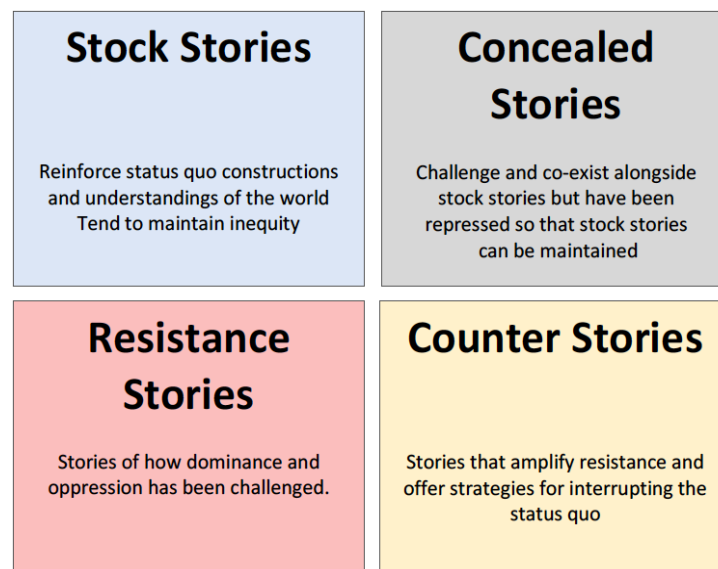 Stock Stories
Reinforce status quo constructions
and understandings of the world
Tend to maintain inequity
Concealed
Stories
Challenge and co-exist alongside
stock stories but have been
repressed so that stock stories
can be maintained
Resistance
Stories
Stories of how dominance and
oppression has been challenged.
Counter Stories
Stories that amplify resistance and
offer strategies for interrupting the
status quo